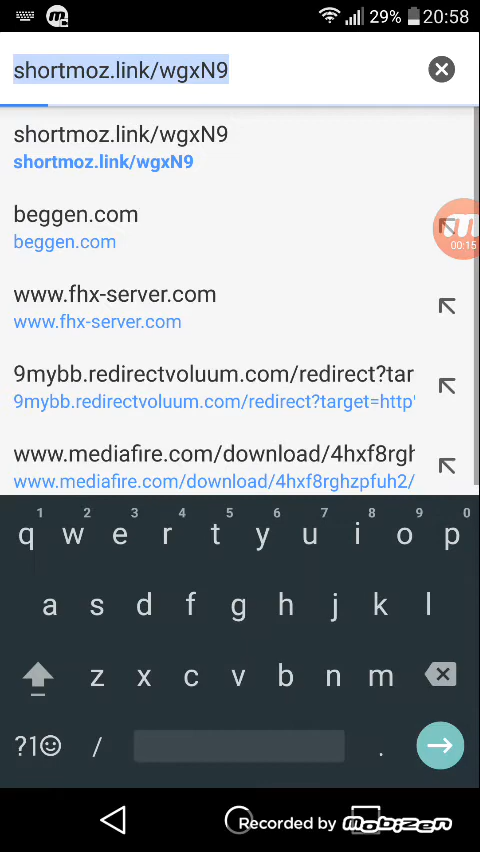 29% 20:58
shortmoz.link/wgxN9
shortmoz.link/wgxN9
shortmoz.link/wgxN9
beggen.com
beggen.com
00:15
www.fhx-server.com
www.fhx-server.com
9mybb.redirectvoluum.com/redirect?tar
9mybb.redirectvoluum.com/redirect?target=http
www.mediafire.com/download/4hxf8rgh
www.mediafire.com/download/4hxf8rghzpfuh2/
1 2 3 4 5 6 7 8 9 0
q w e r t y u i o p
a s d f g h j k l
z x c v b n m
?1☺ / .
Recorded by mobizen